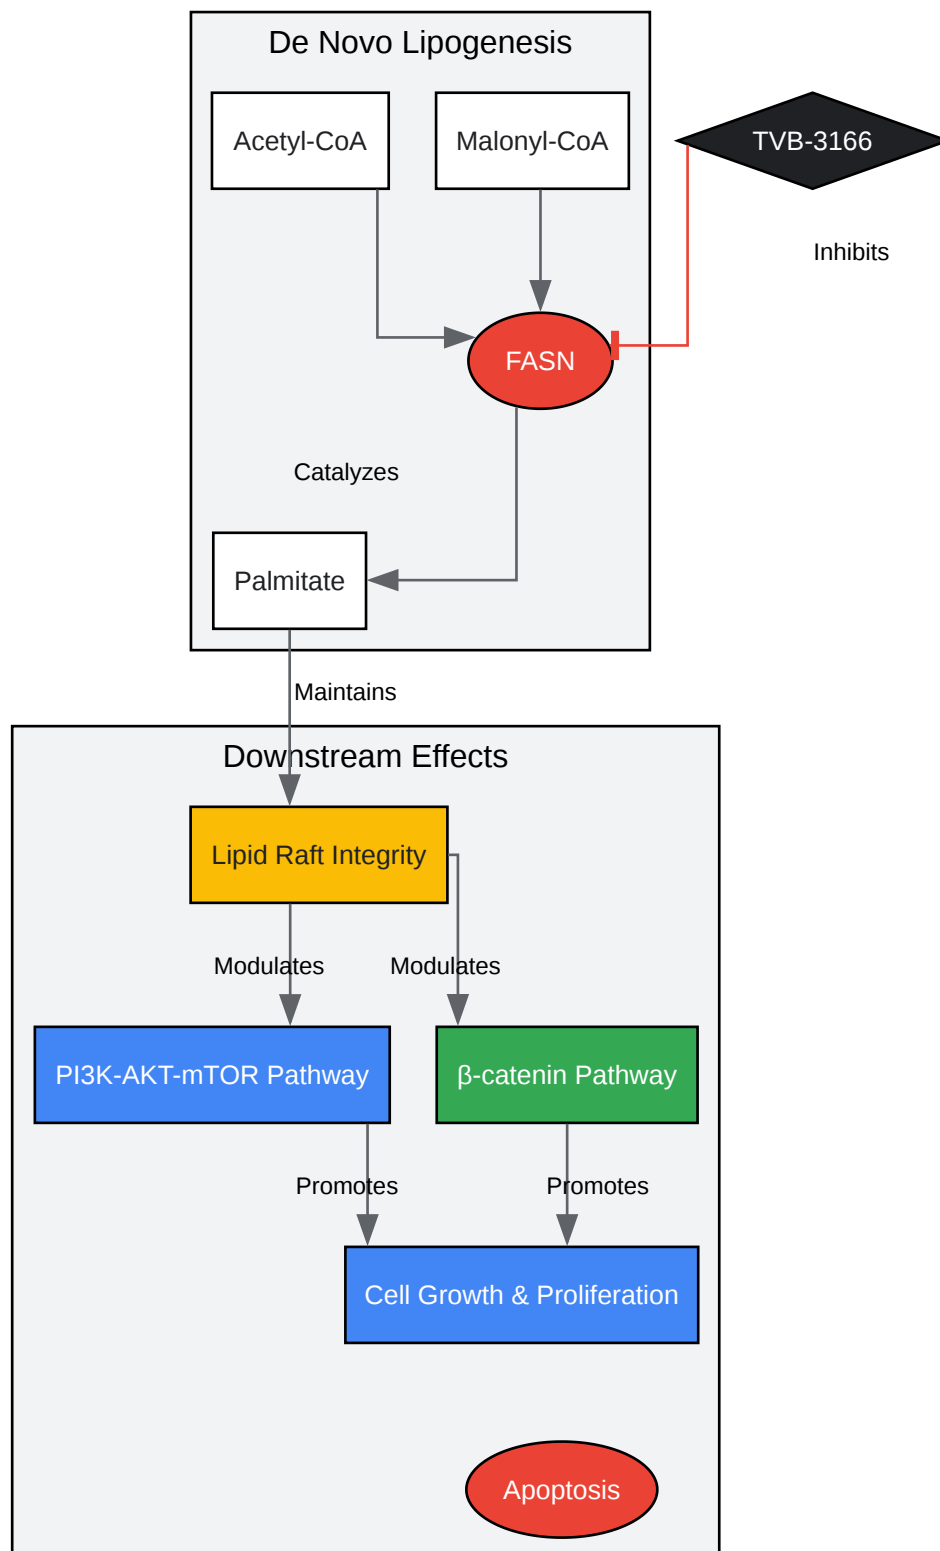 De Novo Lipogenesis
Acetyl-CoA
Malonyl-CoA
TVB-3166
Inhibits
FASN
Catalyzes
Palmitate
Maintains
Downstream Effects
Lipid Raft Integrity
Modulates
Modulates
PI3K-AKT-mTOR Pathway
β-catenin Pathway
Promotes
Promotes
Cell Growth & Proliferation
Apoptosis